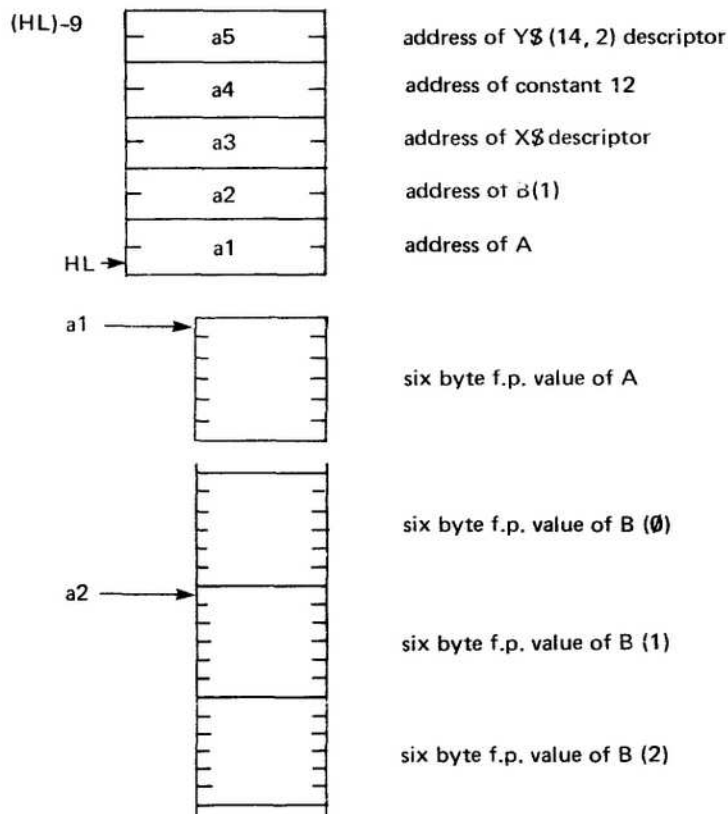 (HL)-9
a5 address of Y$ (14, 2) descriptor
a4 address of constant 12
a3 address of X$ descriptor
a2 address of B(1)
HL a1 address of A
a1
six byte f.p. value of A
six byte f.p. value of B (Ø)
a2
six byte f.p. value of B (1)
six byte f.p. value of B (2)